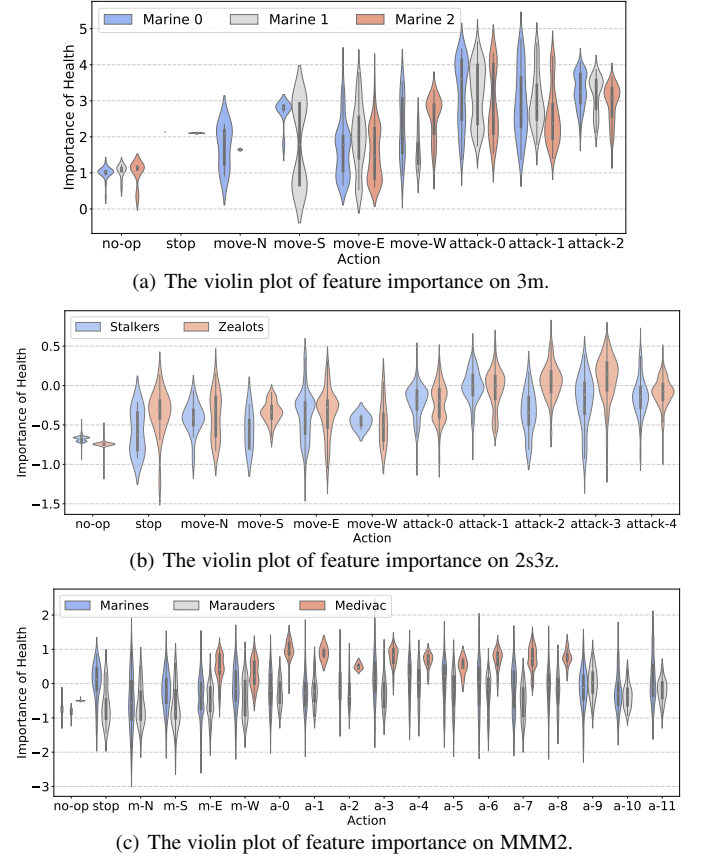 Marine 0 Marine 1 Marine 2
5
4
3
2
1
0
Importance of Health
no-op stop move-N move-S move-E move-W attack-0 attack-1 attack-2
Action
(a) The violin plot of feature importance on 3m.
Stalkers Zealots
0.5
0.0
−0.5
−1.0
−1.5
Importance of Health
no-op stop move-N move-S move-E move-W attack-0 attack-1 attack-2 attack-3 attack-4
Action
(b) The violin plot of feature importance on 2s3z.
Marines Marauders Medivac
2
1
0
−1
−2
−3
Importance of Health
no-op stop m-N m-S m-E m-W a-0 a-1 a-2 a-3 a-4 a-5 a-6 a-7 a-8 a-9 a-10 a-11
Action
(c) The violin plot of feature importance on MMM2.